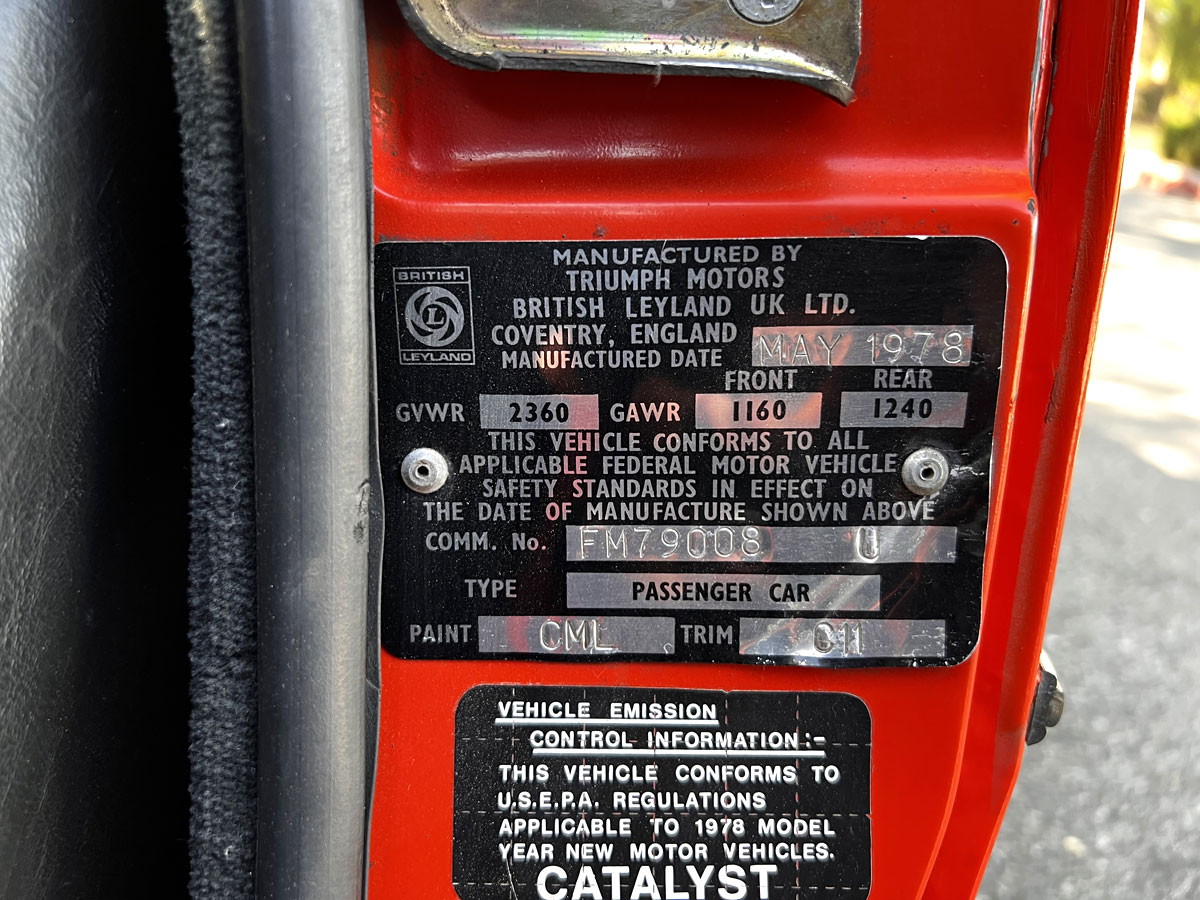 MANUFACTURED BY
TRIUMPH MOTORS
BRITISH LEYLAND UK LTD.
COVENTRY, ENGLAND
BRITISH
L
LEYLAND
MANUFACTURED DATE MAY 1978
FRONT REAR
GVWR 2360 GAWR 1160 1240
THIS VEHICLE CONFORMS TO ALL
APPLICABLE FEDERAL MOTOR VEHICLE
SAFETY STANDARDS IN EFFECT ON
THE DATE OF MANUFACTURE SHOWN ABOVE
COMM. No. FM79008 U
TYPE PASSENGER CAR
PAINT CML TRIM C11
VEHICLE EMISSION
CONTROL INFORMATION:-
THIS VEHICLE CONFORMS TO
U.S.E.P.A. REGULATIONS
APPLICABLE TO 1978 MODEL
YEAR NEW MOTOR VEHICLES.
CATALYST